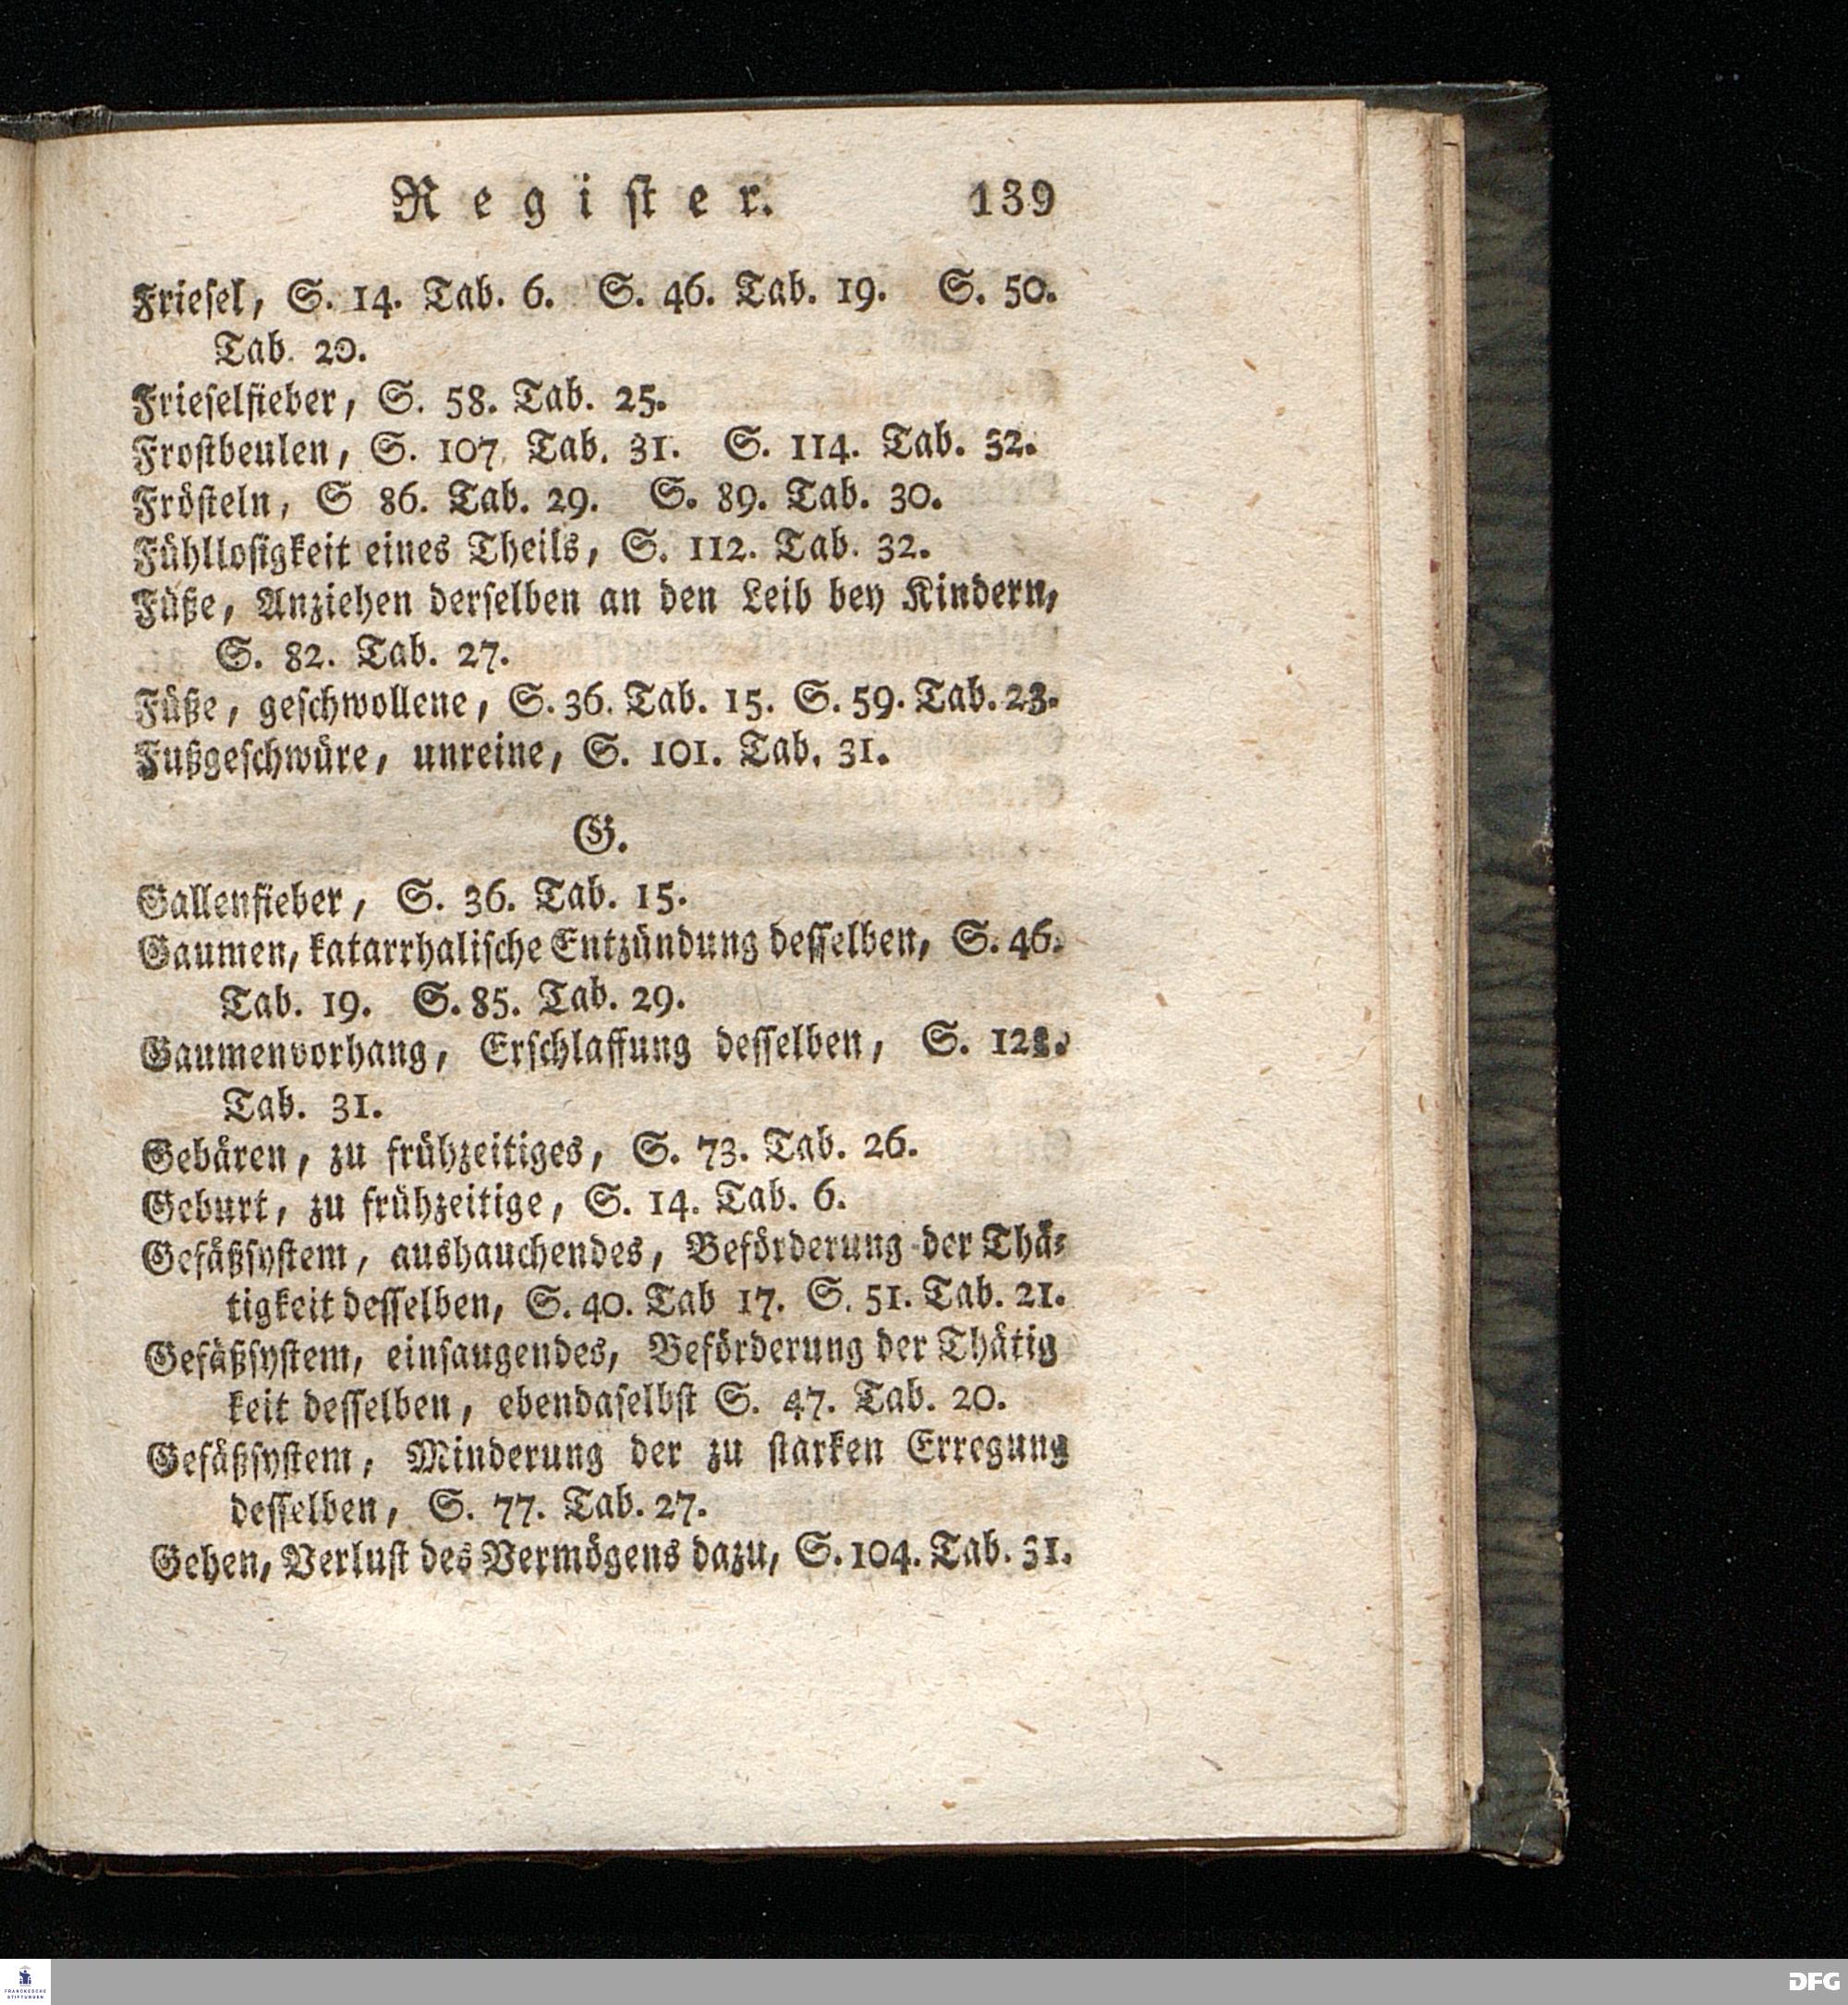 Regiſter. 139
Frieſel, S. 14. Tab. 6. S. 46. Tab. 19. S. 50.
Tab. 20.
Frieſelfieber, S. 58. Tab. 25.
Froſtbeulen, S. 107. Tab. 31. S. 114. Tab. 32.
Fröſteln, S 86. Tab. 29. S. 89. Tab. 30.
Fühlloſigkeit eines Theils, S. 112. Tab. 32.
Füße, Anziehen derſelben an den Leib bey Kindern,
S. 82. Tab. 27.
Füße, geſchwollene, S. 36. Tab. 15. S. 59. Tab. 23.
Fußgeſchwüre, unreine, S. 101. Tab. 31.
G.
Gallenfieber, S. 36. Tab. 15.
Gaumen, katarrhaliſche Entzündung deſſelben, S. 46.
Tab. 19. S. 85. Tab. 29.
Gaumenvorhang, Erſchlaffung deſſelben, S.
Tab. 31.
Gebären, zu frühzeitiges, S. 73. Tab. 26.
Geburt, zu frühzeitige, S. 14. Tab. 6.
Gefäßſyſtem, aushauchendes, Beförderung der Thä⸗
tigkeit deſſelben, S. 40. Tab 17. S. 51. Tab. 21.
Gefäßſyſtem, einſaugendes, Beförderung der Thätig
keit deſſelben, ebendaſelbſt S. 47. Tab. 20.
Gefäßſyſtem, Minderung der zu ſtarken Erregung
deſſelben, S. 77. Tab. 27.
Gehen, Verluſt des Vermögens dazu, S. 104. Tab. 31.
FRANCKESCHE
STIFTUNGEN
DFG